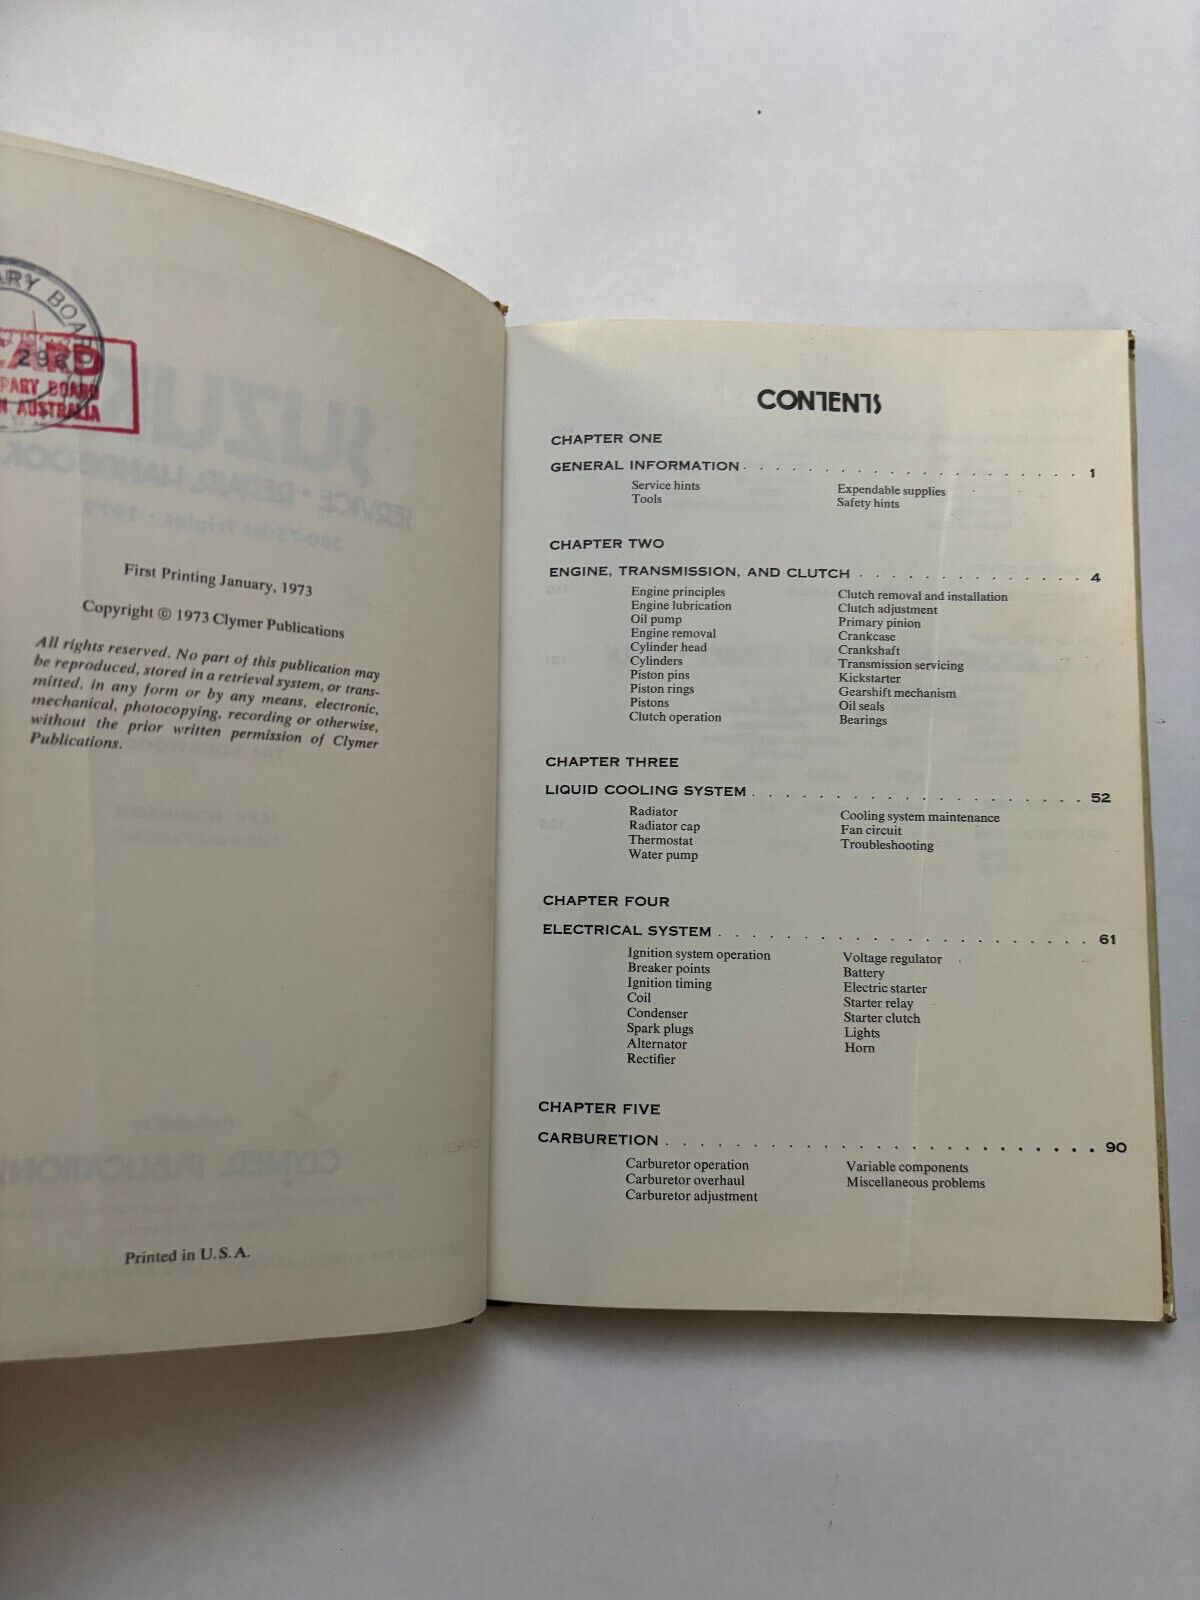 ARY BOA
CARD
2982
PARY BOARD
N AUSTRALIA
First Printing January, 1973
Copyright © 1973 Clymer Publications
All rights reserved. No part of this publication may
be reproduced, stored in a retrieval system, or trans-
mitted, in any form or by any means, electronic,
mechanical, photocopying, recording or otherwise,
without the prior written permission of Clymer
Publications.
Printed in U.S.A.
CONTENTS
CHAPTER ONE
GENERAL INFORMATION . . . . . . . . . . . . . . . . 1
Service hints
Tools
Expendable supplies
Safety hints
CHAPTER TWO
ENGINE, TRANSMISSION, AND CLUTCH . . . . . . . . . . . 4
Engine principles
Engine lubrication
Oil pump
Engine removal
Cylinder head
Cylinders
Piston pins
Piston rings
Pistons
Clutch operation
Clutch removal and installation
Clutch adjustment
Primary pinion
Crankcase
Crankshaft
Transmission servicing
Kickstarter
Gearshift mechanism
Oil seals
Bearings
CHAPTER THREE
LIQUID COOLING SYSTEM . . . . . . . . . . . . . . . . 52
Radiator
Radiator cap
Thermostat
Water pump
Cooling system maintenance
Fan circuit
Troubleshooting
CHAPTER FOUR
ELECTRICAL SYSTEM . . . . . . . . . . . . . . . . . 61
Ignition system operation
Breaker points
Ignition timing
Coil
Condenser
Spark plugs
Alternator
Rectifier
Voltage regulator
Battery
Electric starter
Starter relay
Starter clutch
Lights
Horn
CHAPTER FIVE
CARBURETION . . . . . . . . . . . . . . . . . . . . 90
Carburetor operation
Carburetor overhaul
Carburetor adjustment
Variable components
Miscellaneous problems